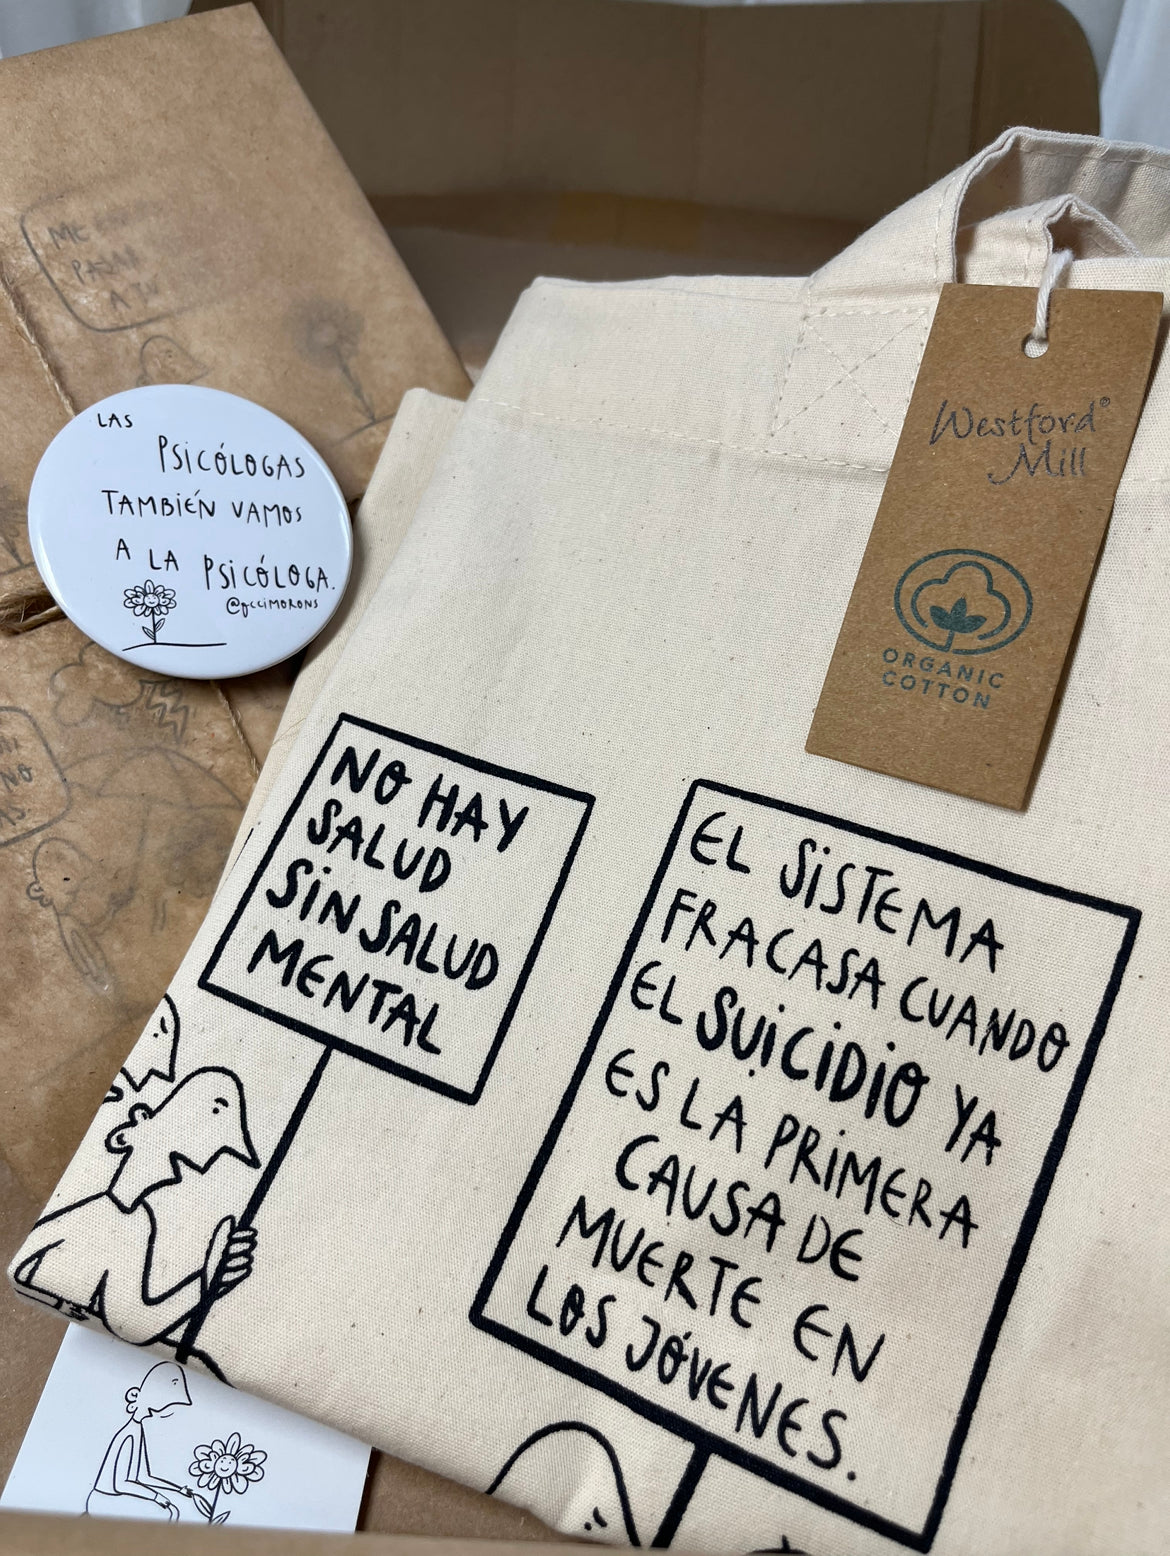 LAS
PSICÓLOGAS
TAMBIÉN VAMOS
A LA PSICÓLOGA.
@fccimorons
Westford®
Mill
ORGANIC
COTTON
NO HAY
SALUD
SIN SALUD
MENTAL
EL SISTEMA
FRACASA CUANDO
EL SUICIDIO YA
ES LA PRIMERA
CAUSA DE
MUERTE EN
LOS JÓVENES.